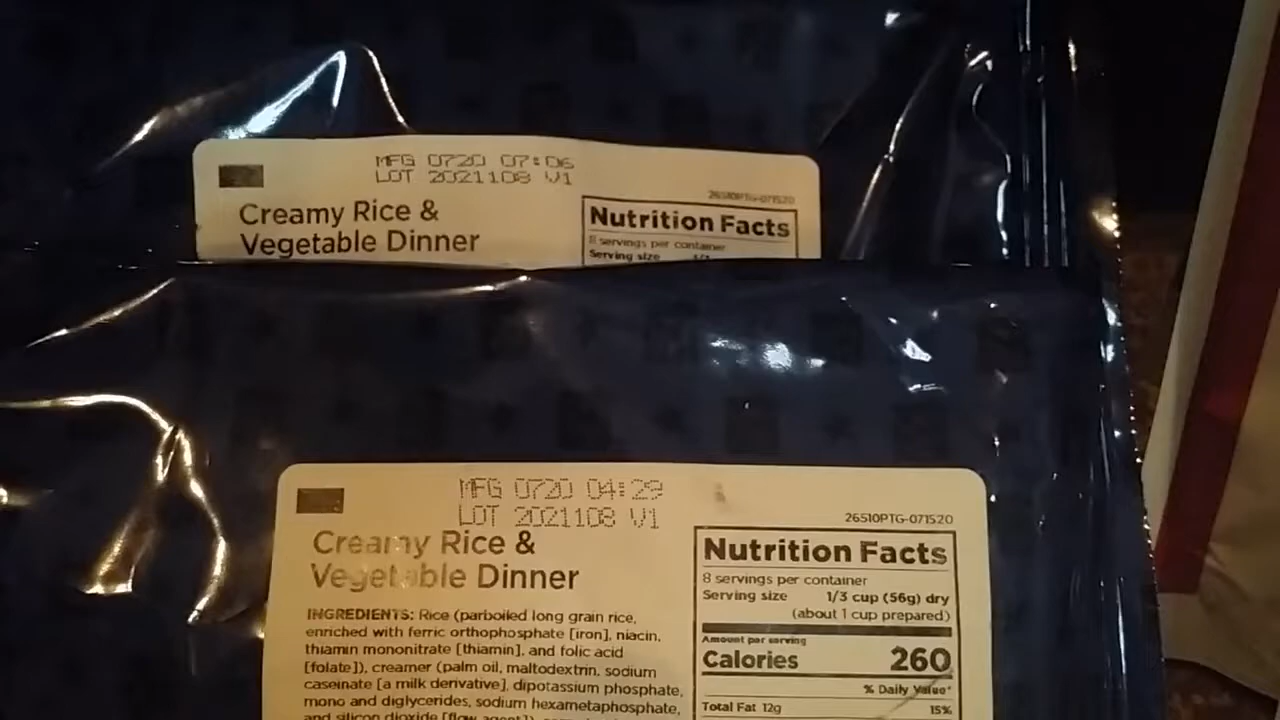 MFG 0720 07:06
LOT 2021108 V1
26510PTG-071520
Creamy Rice &
Vegetable Dinner
Nutrition Facts
8 servings per container
Serving size
MFG 0720 04:29
LOT 2021108 V1
26510PTG-071520
Creamy Rice &
Vegetable Dinner
INGREDIENTS: Rice (parboiled long grain rice,
enriched with ferric orthophosphate [iron], niacin,
thiamin mononitrate [thiamin], and folic acid
[folate]), creamer (palm oil, maltodextrin, sodium
caseinate [a milk derivative], dipotassium phosphate,
mono and diglycerides, sodium hexametaphosphate,
and silicon dioxide [flow agent]),
Nutrition Facts
8 servings per container
Serving size 1/3 cup (56g) dry
(about 1 cup prepared)
Amount per serving
Calories 260
% Daily Value*
Total Fat 12g 15%